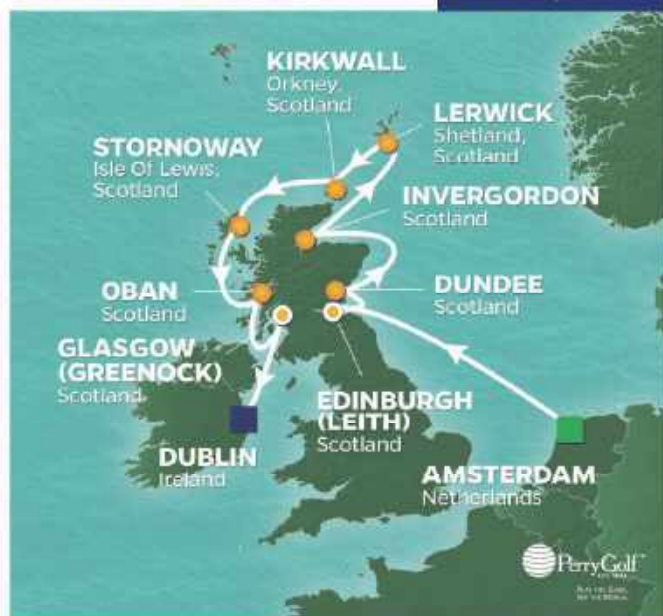 KIRKWALL
Orkney,
Scotland
LERWICK
Shetland,
Scotland
STORNOWAY
Isle Of Lewis,
Scotland
INVERGORDON
Scotland
OBAN
Scotland
DUNDEE
Scotland
GLASGOW
(GREENOCK)
Scotland
EDINBURGH
(LEITH)
Scotland
DUBLIN
Ireland
AMSTERDAM
Netherlands
PerryGolf